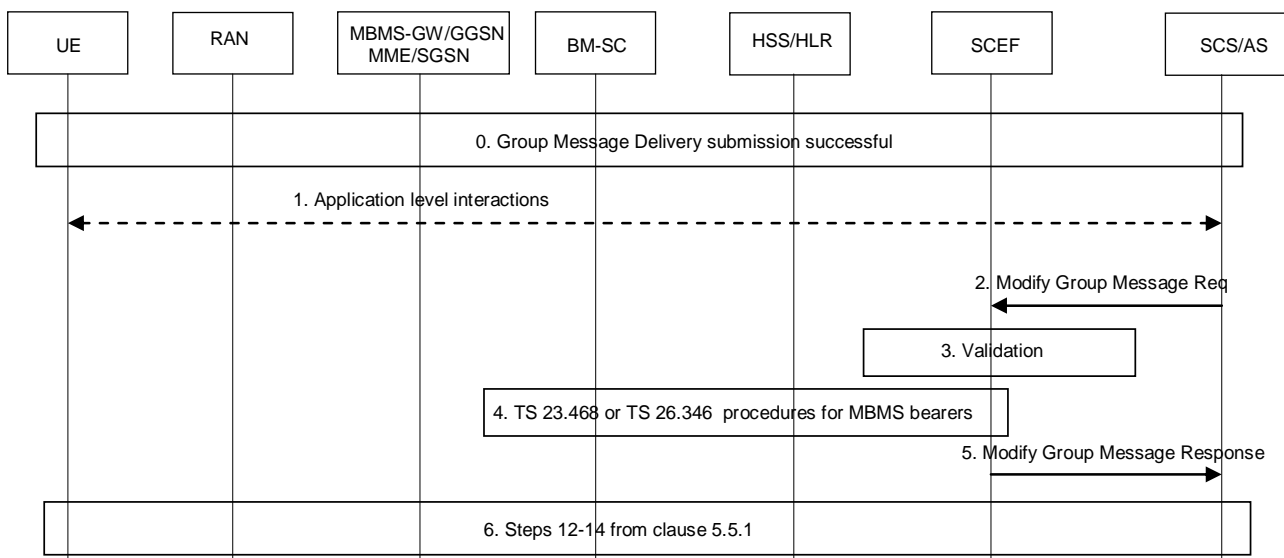 UE
RAN
MBMS-GW/GGSN
MME/SGSN
BM-SC
HSS/HLR
SCEF
SCS/AS
0. Group Message Delivery submission successful
1. Application level interactions
2. Modify Group Message Req
3. Validation
4. TS 23.468 or TS 26.346 procedures for MBMS bearers
5. Modify Group Message Response
6. Steps 12-14 from clause 5.5.1